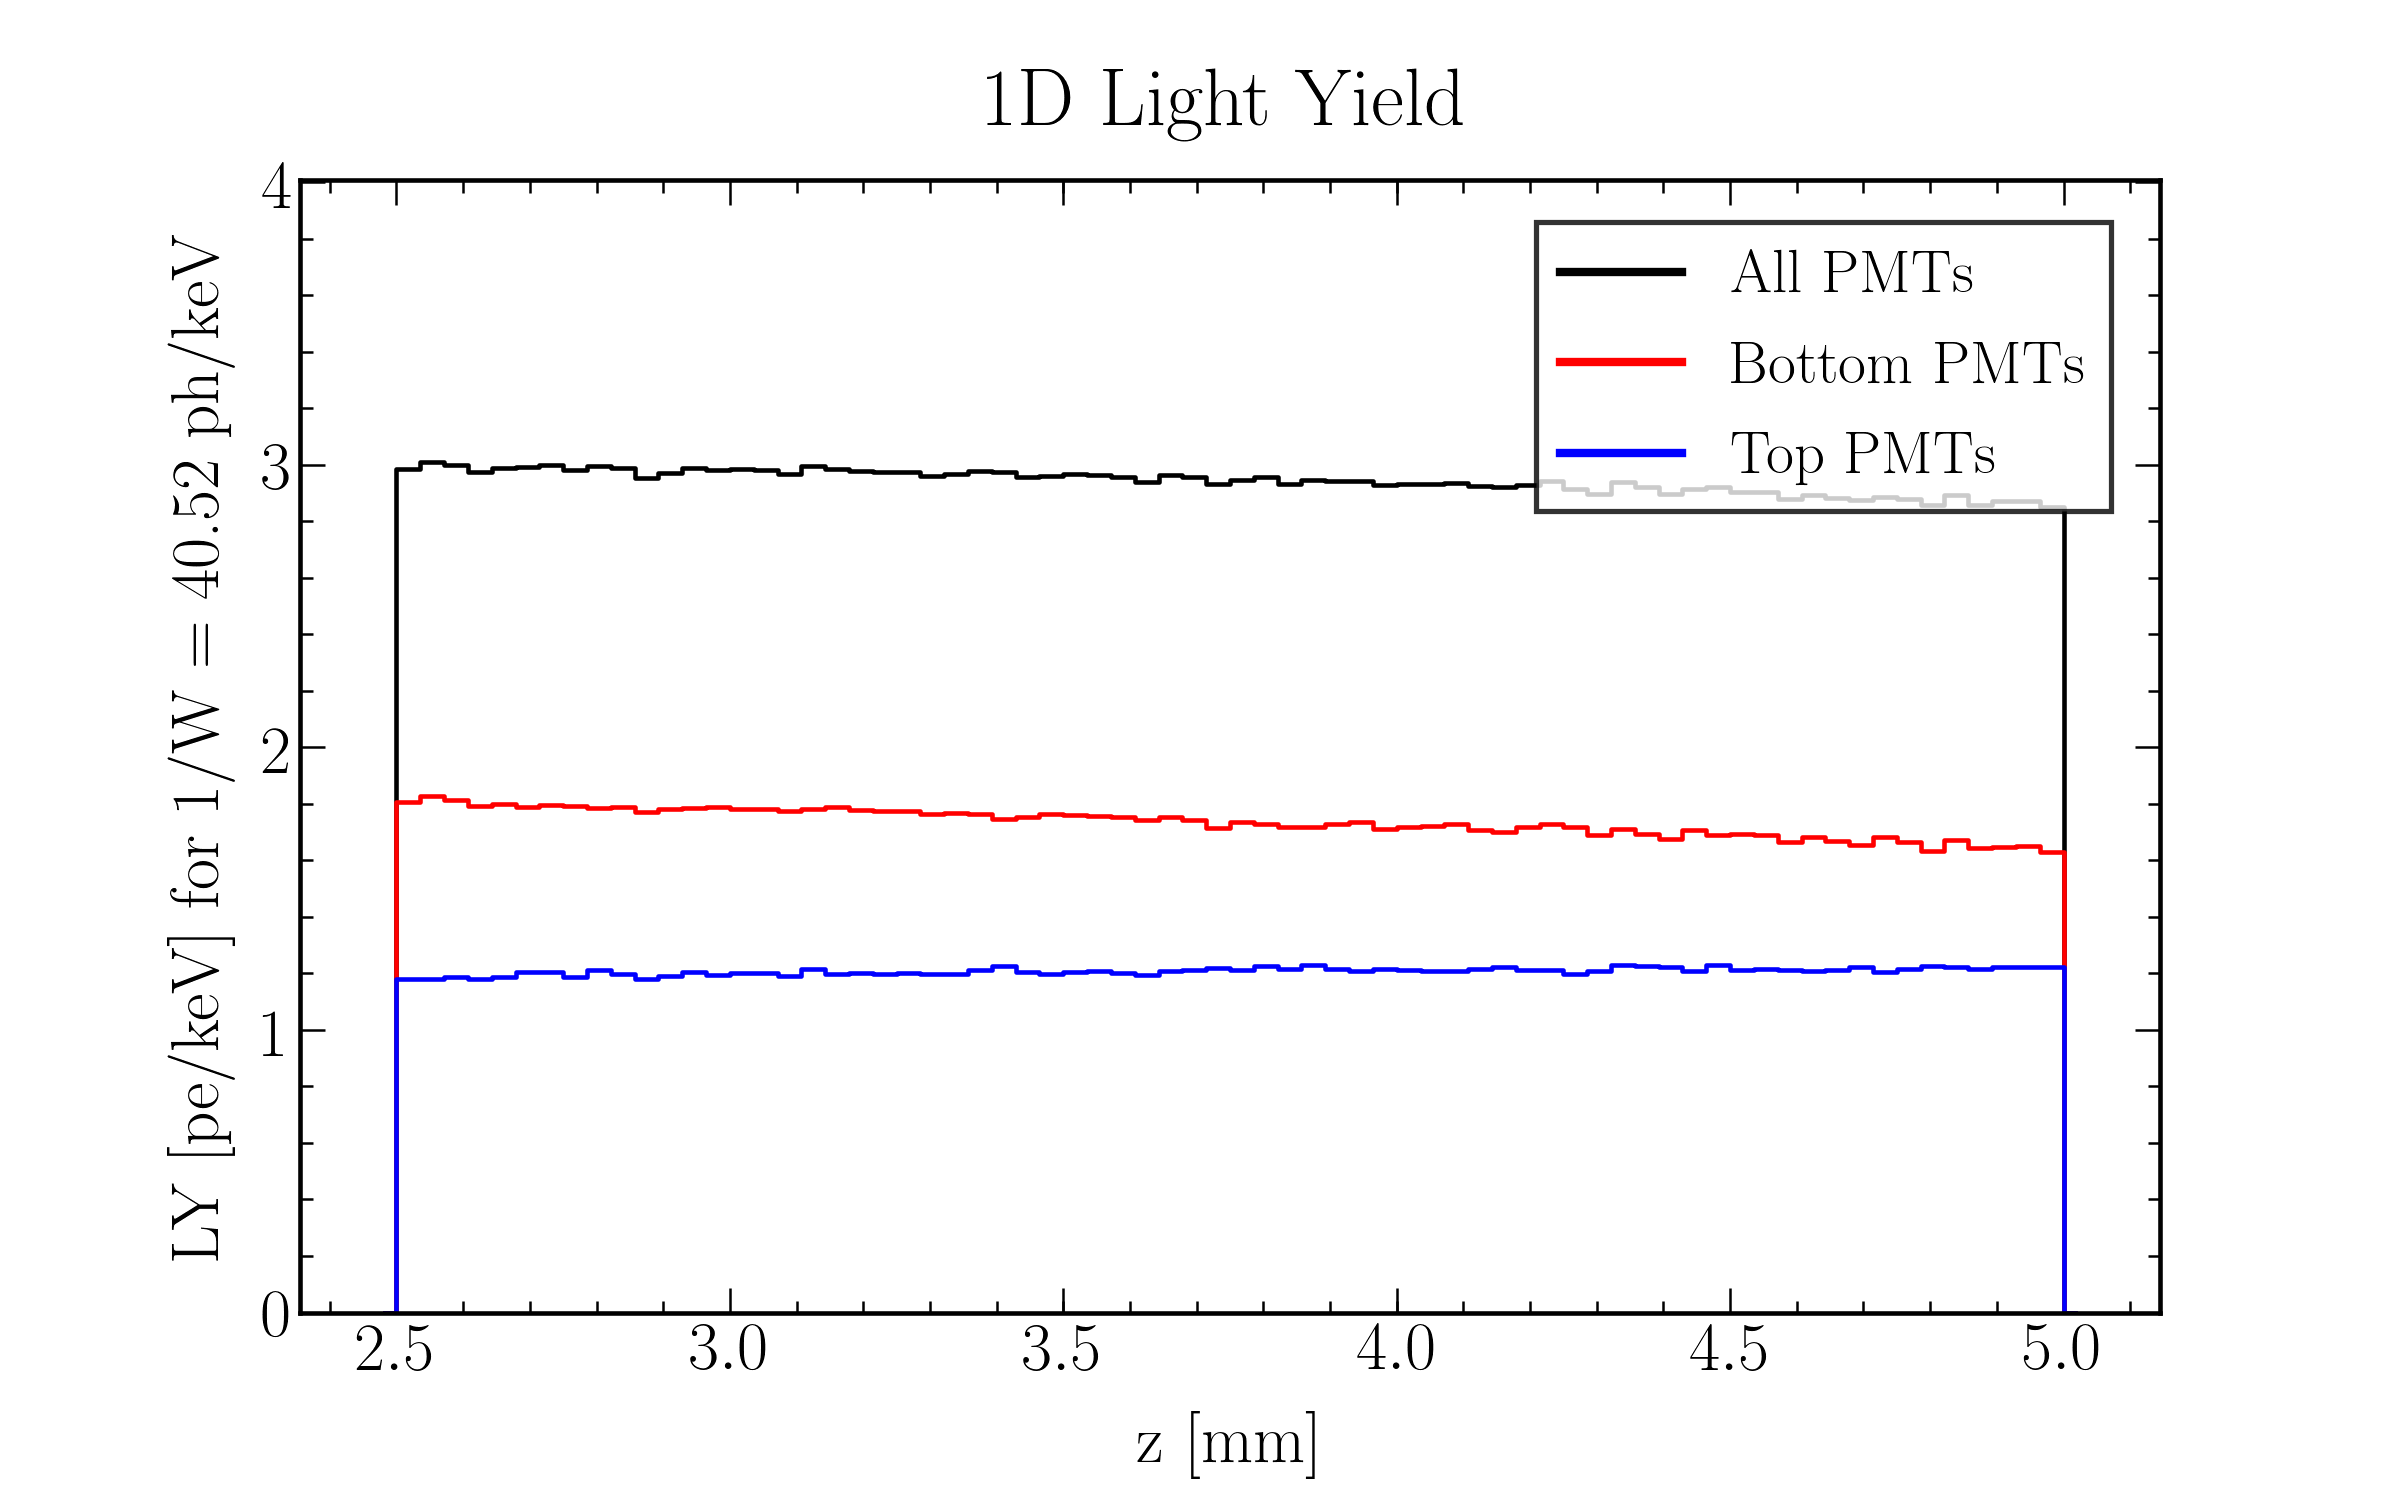 1D Light Yield
LY [pe/keV] for 1/W = 40.52 ph/keV
4
3
2
1
0
All PMTs
Bottom PMTs
Top PMTs
2.5 3.0 3.5 4.0 4.5 5.0
z [mm]